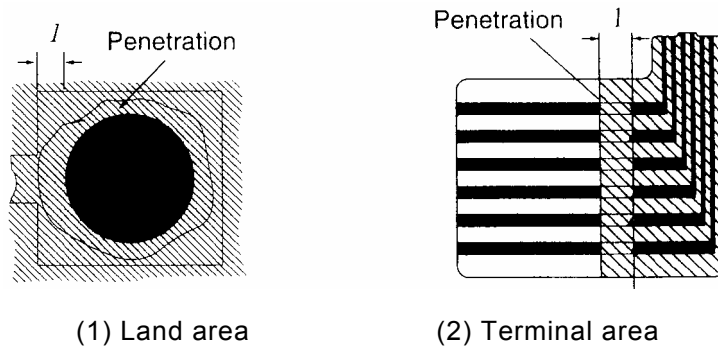 l
Penetration
l
Penetration
(1) Land area
(2) Terminal area